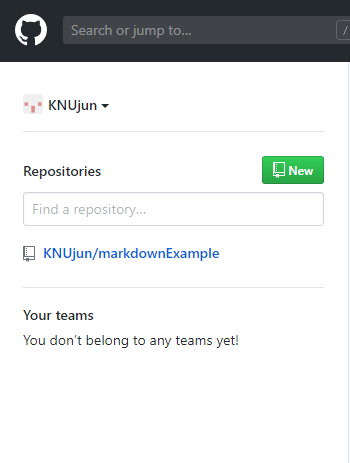 Search or jump to...
/
KNUjun
Repositories
New
Find a repository...
KNUjun/markdownExample
Your teams
You don't belong to any teams yet!